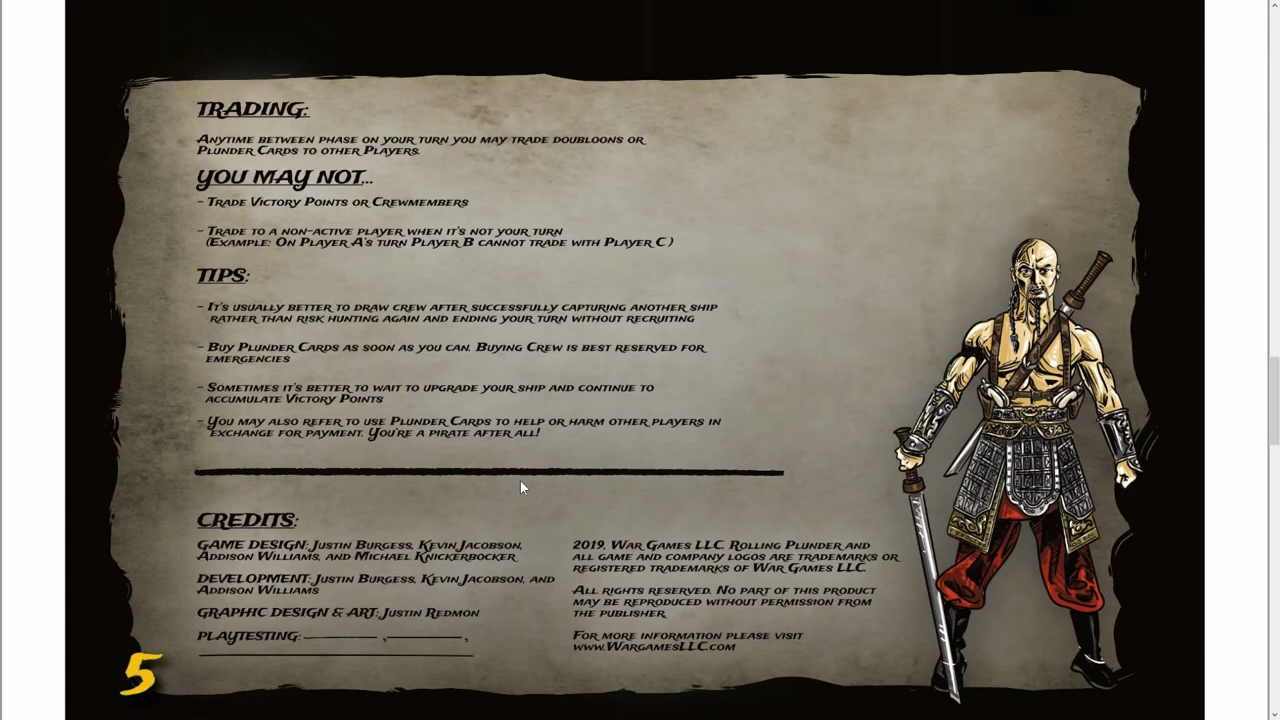 TRADING:
Anytime between phase on your turn you may trade doubloons or
Plunder Cards to other Players.
YOU MAY NOT...
- Trade Victory Points or Crewmembers
- Trade to a non-active player when it's not your turn
(Example: On Player A's turn Player B cannot trade with Player C)
TIPS:
- It's usually better to draw crew after successfully capturing another ship
rather than risk hunting again and ending your turn without recruiting
- Buy Plunder Cards as soon as you can. Buying Crew is best reserved for
emergencies
- Sometimes it's better to wait to upgrade your ship and continue to
accumulate Victory Points
- You may also refer to use Plunder Cards to help or harm other players in
exchange for payment. You're a pirate after all!
CREDITS:
GAME DESIGN: Justin Burgess, Kevin Jacobson,
Addison Williams, and Michael Knickerbocker
DEVELOPMENT: Justin Burgess, Kevin Jacobson, and
Addison Williams
GRAPHIC DESIGN & ART: Justin Redmon
PLAYTESTING: __________ , __________ ,
2019, War Games LLC. Rolling Plunder and
all game and company logos are trademarks or
registered trademarks of War Games LLC.
All rights reserved. No part of this product
may be reproduced without permission from
the publisher
For more information please visit
www.WargamesLLC.com
5